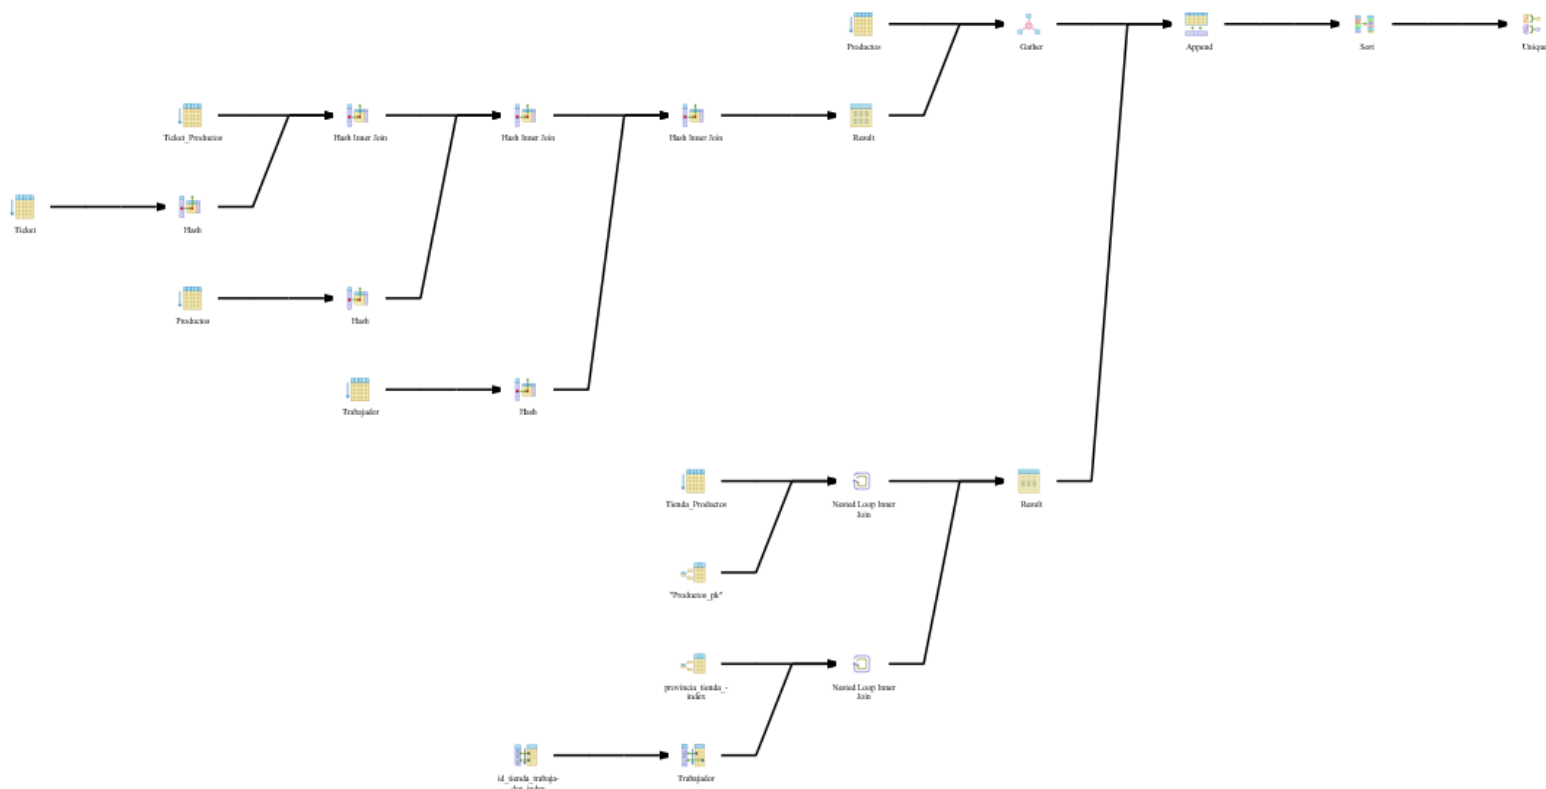 Productos
Gather
Append
Sort
Unique
Ticket_Productos
Hash Inner Join
Hash Inner Join
Hash Inner Join
Result
Ticket
Hash
Productos
Hash
Trabajador
Hash
Tienda_Productos
Nested Loop Inner
Join
Result
"Productos_pk"
provincia_tienda_-
index
Nested Loop Inner
Join
id_tienda_trabaja-
dor_index
Trabajador